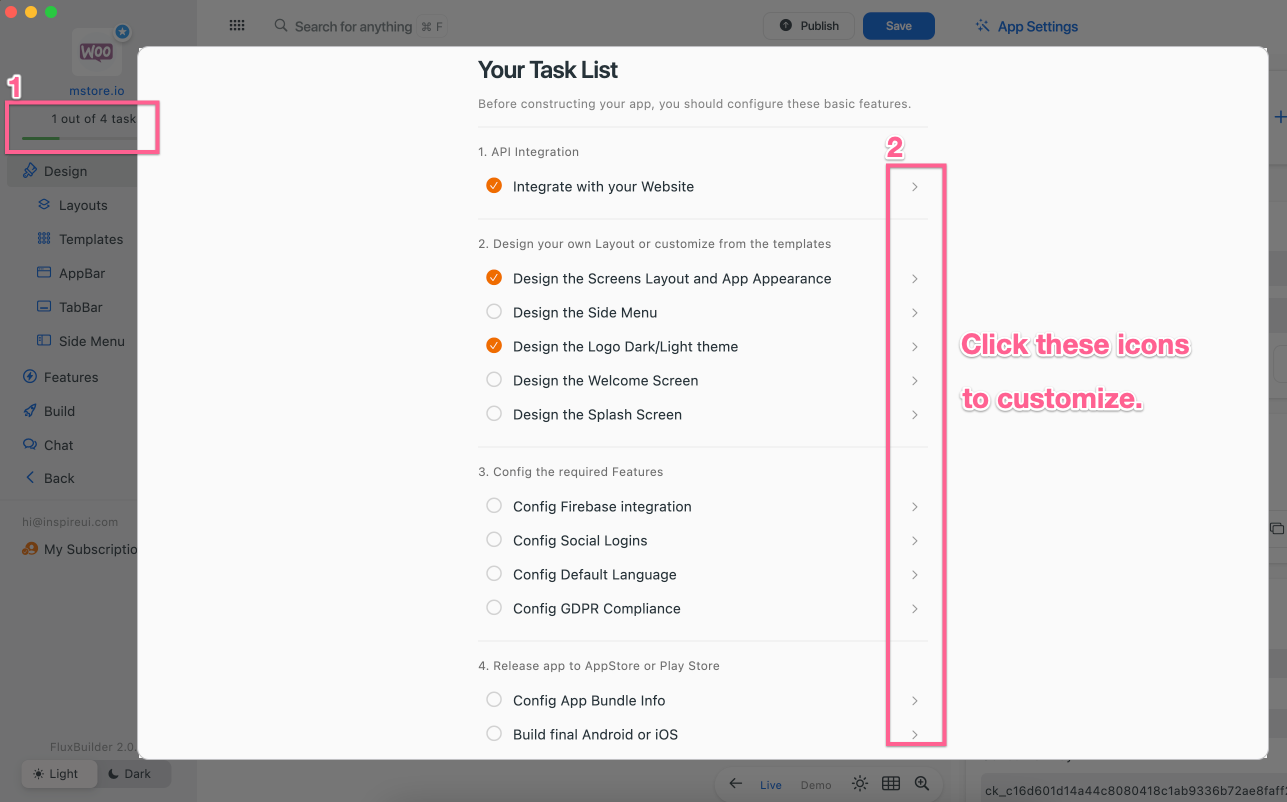 Search for anything ⌘ F
Publish
Save
App Settings
WOO
mstore.io
1
1 out of 4 task
Design
Layouts
Templates
AppBar
TabBar
Side Menu
Features
Build
Chat
Back
hi@inspireui.com
My Subscriptio
FluxBuilder 2.0.
Light
Dark
Your Task List
Before constructing your app, you should configure these basic features.
1. API Integration
2
Integrate with your Website
2. Design your own Layout or customize from the templates
Design the Screens Layout and App Appearance
Design the Side Menu
Design the Logo Dark/Light theme
Design the Welcome Screen
Design the Splash Screen
Click these icons
to customize.
3. Config the required Features
Config Firebase integration
Config Social Logins
Config Default Language
Config GDPR Compliance
4. Release app to AppStore or Play Store
Config App Bundle Info
Build final Android or iOS
Live
Demo